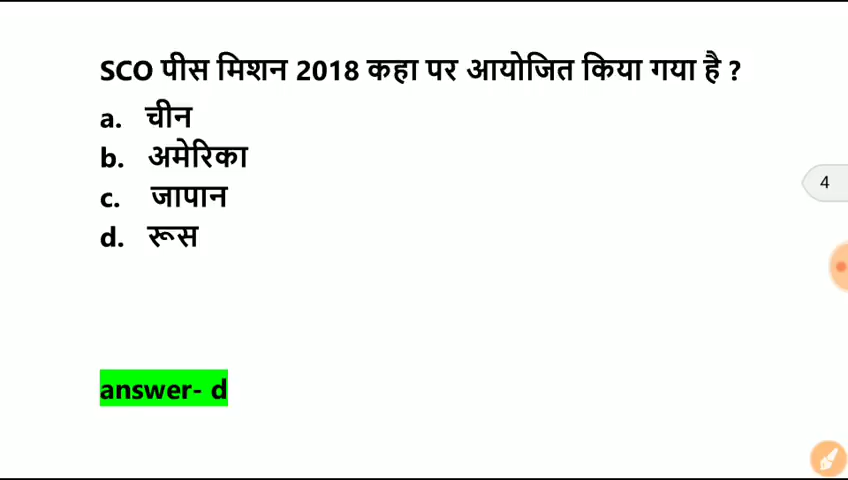 SCO पीस मिशन 2018 कहा पर आयोजित किया गया है ?
a. चीन
b. अमेरिका
4
c. जापान
d. रूस
answer- d